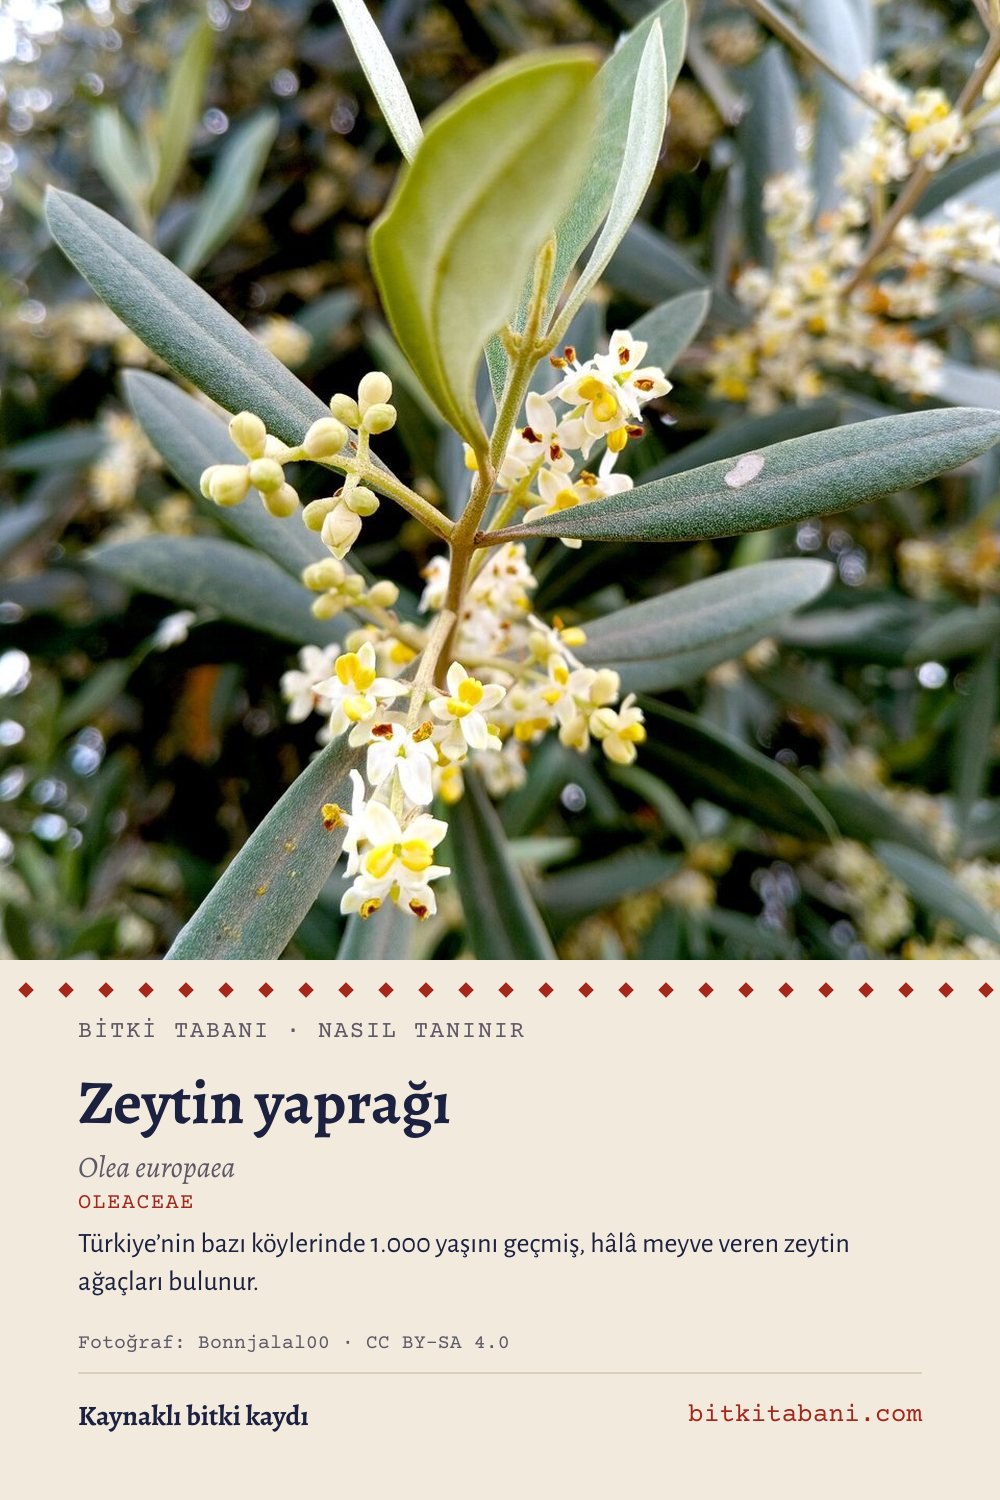 BİTKİ TABANI · NASIL TANINIR
Zeytin yaprağı
Olea europaea
OLEACEAE
Türkiye’nin bazı köylerinde 1.000 yaşını geçmiş, hâlâ meyve veren zeytin
ağaçları bulunur.
Fotoğraf: Bonnjalal00 · CC BY-SA 4.0
Kaynaklı bitki kaydı
bitkitabani.com